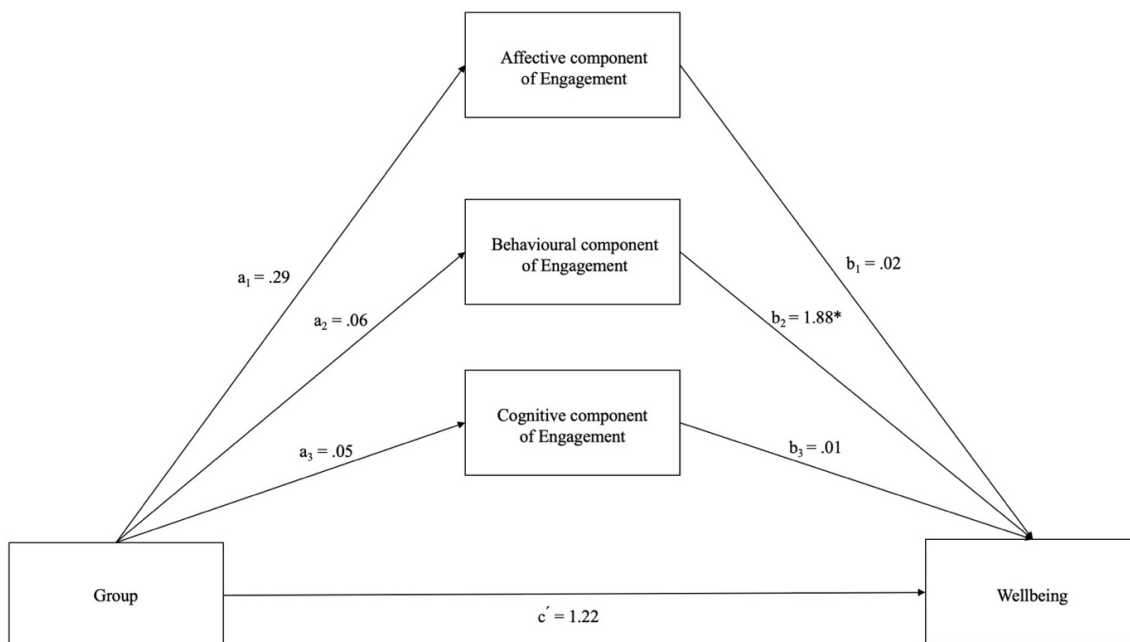 Affective component
of Engagement
Behavioural component
of Engagement
a₁ = .29
b₁ = .02
a₂ = .06
b₂ = 1.88*
Cognitive component
of Engagement
a₃ = .05
b₃ = .01
Group
Wellbeing
c´ = 1.22